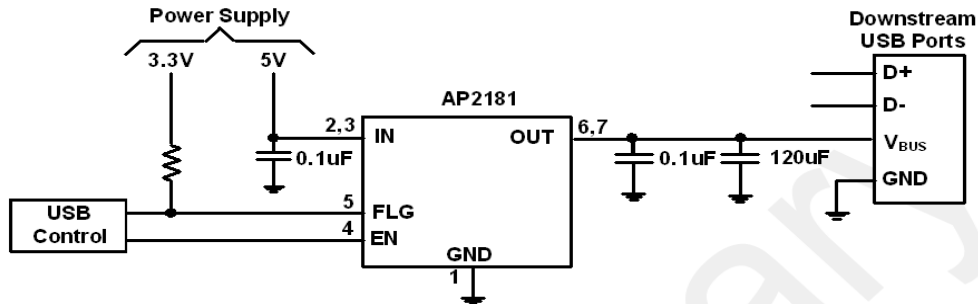 Power Supply
3.3V
5V
Downstream
USB Ports
D+
D-
VBUS
GND
AP2181
2,3
IN
OUT
6,7
0.1uF
0.1uF
120uF
USB
Control
5
FLG
4
EN
GND
1